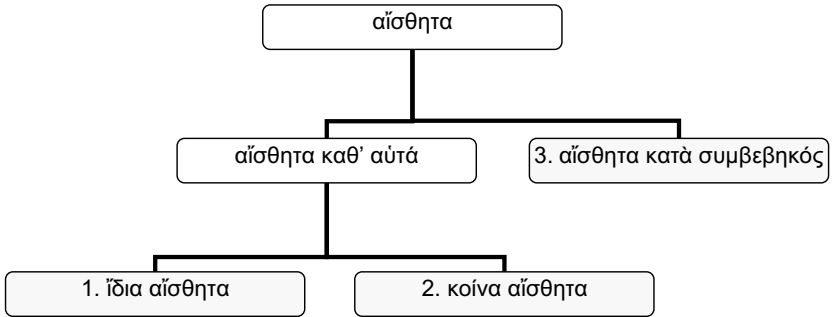 αἴσθητα
αἴσθητα καθ’ αὑτά
3. αἴσθητα κατὰ συμβεβηκός
1. ἴδια αἴσθητα
2. κοίνα αἴσθητα